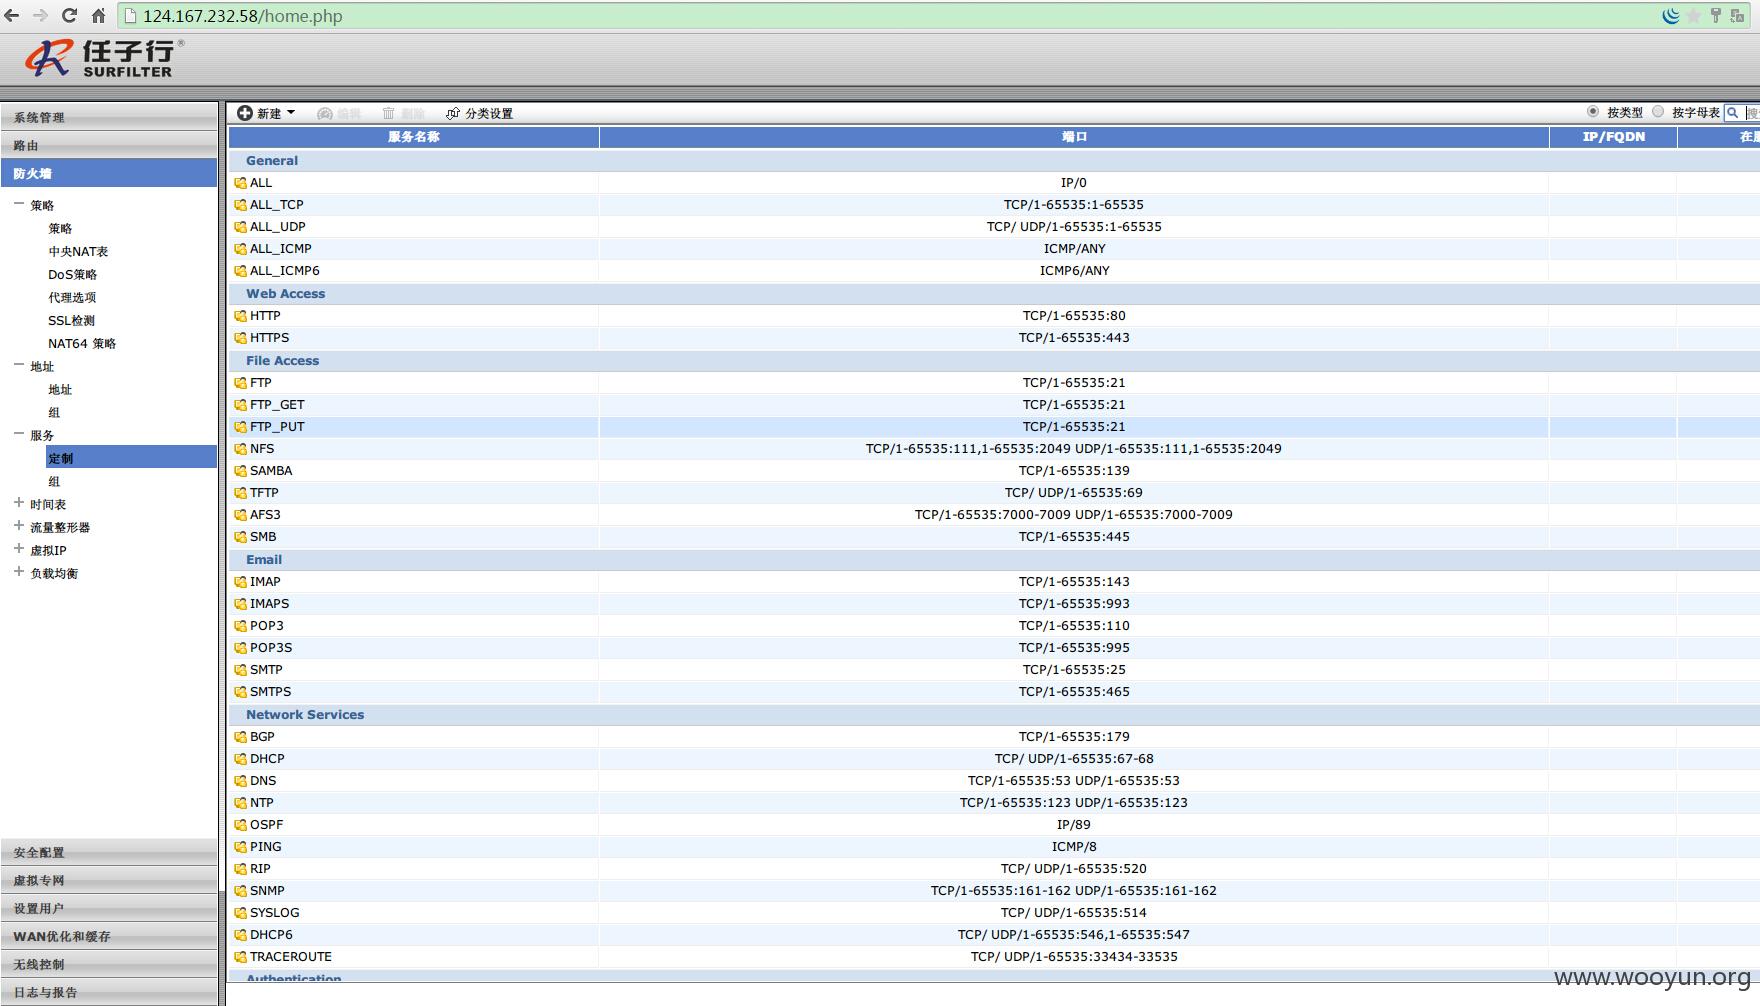 124.167.232.58/home.php
任子行®
SURFILTER
系统管理
路由
防火墙
策略
策略
中央NAT表
DoS策略
代理选项
SSL检测
NAT64 策略
地址
地址
组
服务
定制
组
时间表
流量整形器
虚拟IP
负载均衡
安全配置
虚拟专网
设置用户
WAN优化和缓存
无线控制
日志与报告
新建 编辑 删除 分类设置 按类型 按字母表
服务名称 端口 IP/FQDN
General
ALL IP/0
ALL_TCP TCP/1-65535:1-65535
ALL_UDP TCP/ UDP/1-65535:1-65535
ALL_ICMP ICMP/ANY
ALL_ICMP6 ICMP6/ANY
Web Access
HTTP TCP/1-65535:80
HTTPS TCP/1-65535:443
File Access
FTP TCP/1-65535:21
FTP_GET TCP/1-65535:21
FTP_PUT TCP/1-65535:21
NFS TCP/1-65535:111,1-65535:2049 UDP/1-65535:111,1-65535:2049
SAMBA TCP/1-65535:139
TFTP TCP/ UDP/1-65535:69
AFS3 TCP/1-65535:7000-7009 UDP/1-65535:7000-7009
SMB TCP/1-65535:445
Email
IMAP TCP/1-65535:143
IMAPS TCP/1-65535:993
POP3 TCP/1-65535:110
POP3S TCP/1-65535:995
SMTP TCP/1-65535:25
SMTPS TCP/1-65535:465
Network Services
BGP TCP/1-65535:179
DHCP TCP/ UDP/1-65535:67-68
DNS TCP/1-65535:53 UDP/1-65535:53
NTP TCP/1-65535:123 UDP/1-65535:123
OSPF IP/89
PING ICMP/8
RIP TCP/ UDP/1-65535:520
SNMP TCP/1-65535:161-162 UDP/1-65535:161-162
SYSLOG TCP/ UDP/1-65535:514
DHCP6 TCP/ UDP/1-65535:546,1-65535:547
TRACEROUTE TCP/ UDP/1-65535:33434-33535
Authentication
www.wooyun.org